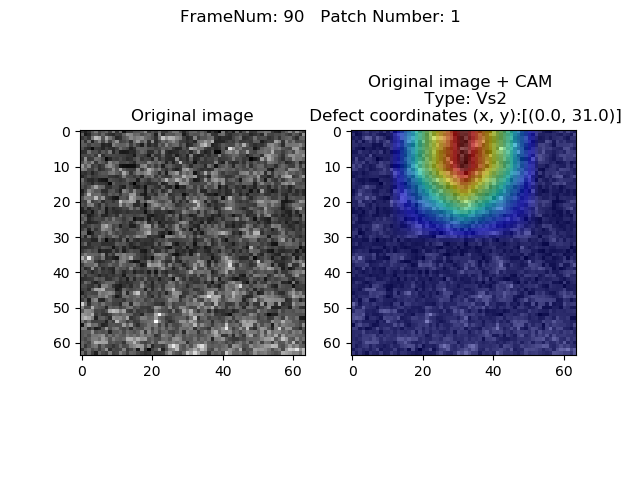 FrameNum: 90   Patch Number: 1
Original image
0
10
20
30
40
50
60
0 20 40 60
Original image + CAM
Type: Vs2
Defect coordinates (x, y):[(0.0, 31.0)]
0
10
20
30
40
50
60
0 20 40 60